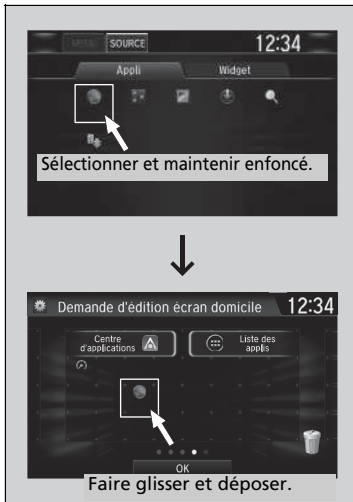 MENU SOURCE 12:34
Appli Widget
Sélectionner et maintenir enfoncé.
Demande d'édition écran domicile 12:34
Centre d'applications
Liste des applis
OK
Faire glisser et déposer.